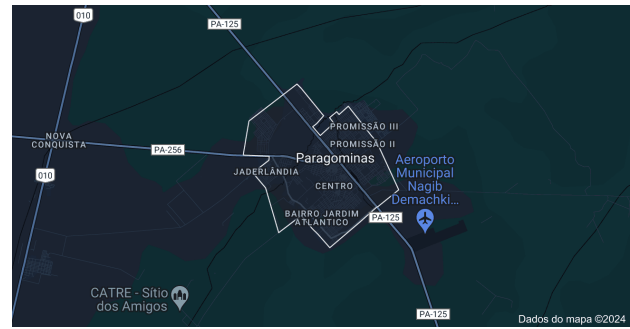 010
PA-125
PROMISSÃO III
NOVA
CONQUISTA
PROMISSÃO II
PA-256
Paragominas
Aeroporto
Municipal
Nagib
Demachki...
JADERLÂNDIA
010
CENTRO
BAIRRO JARDIM
ATLANTICO
PA-125
CATRE - Sítio
dos Amigos
PA-125
Dados do mapa ©2024